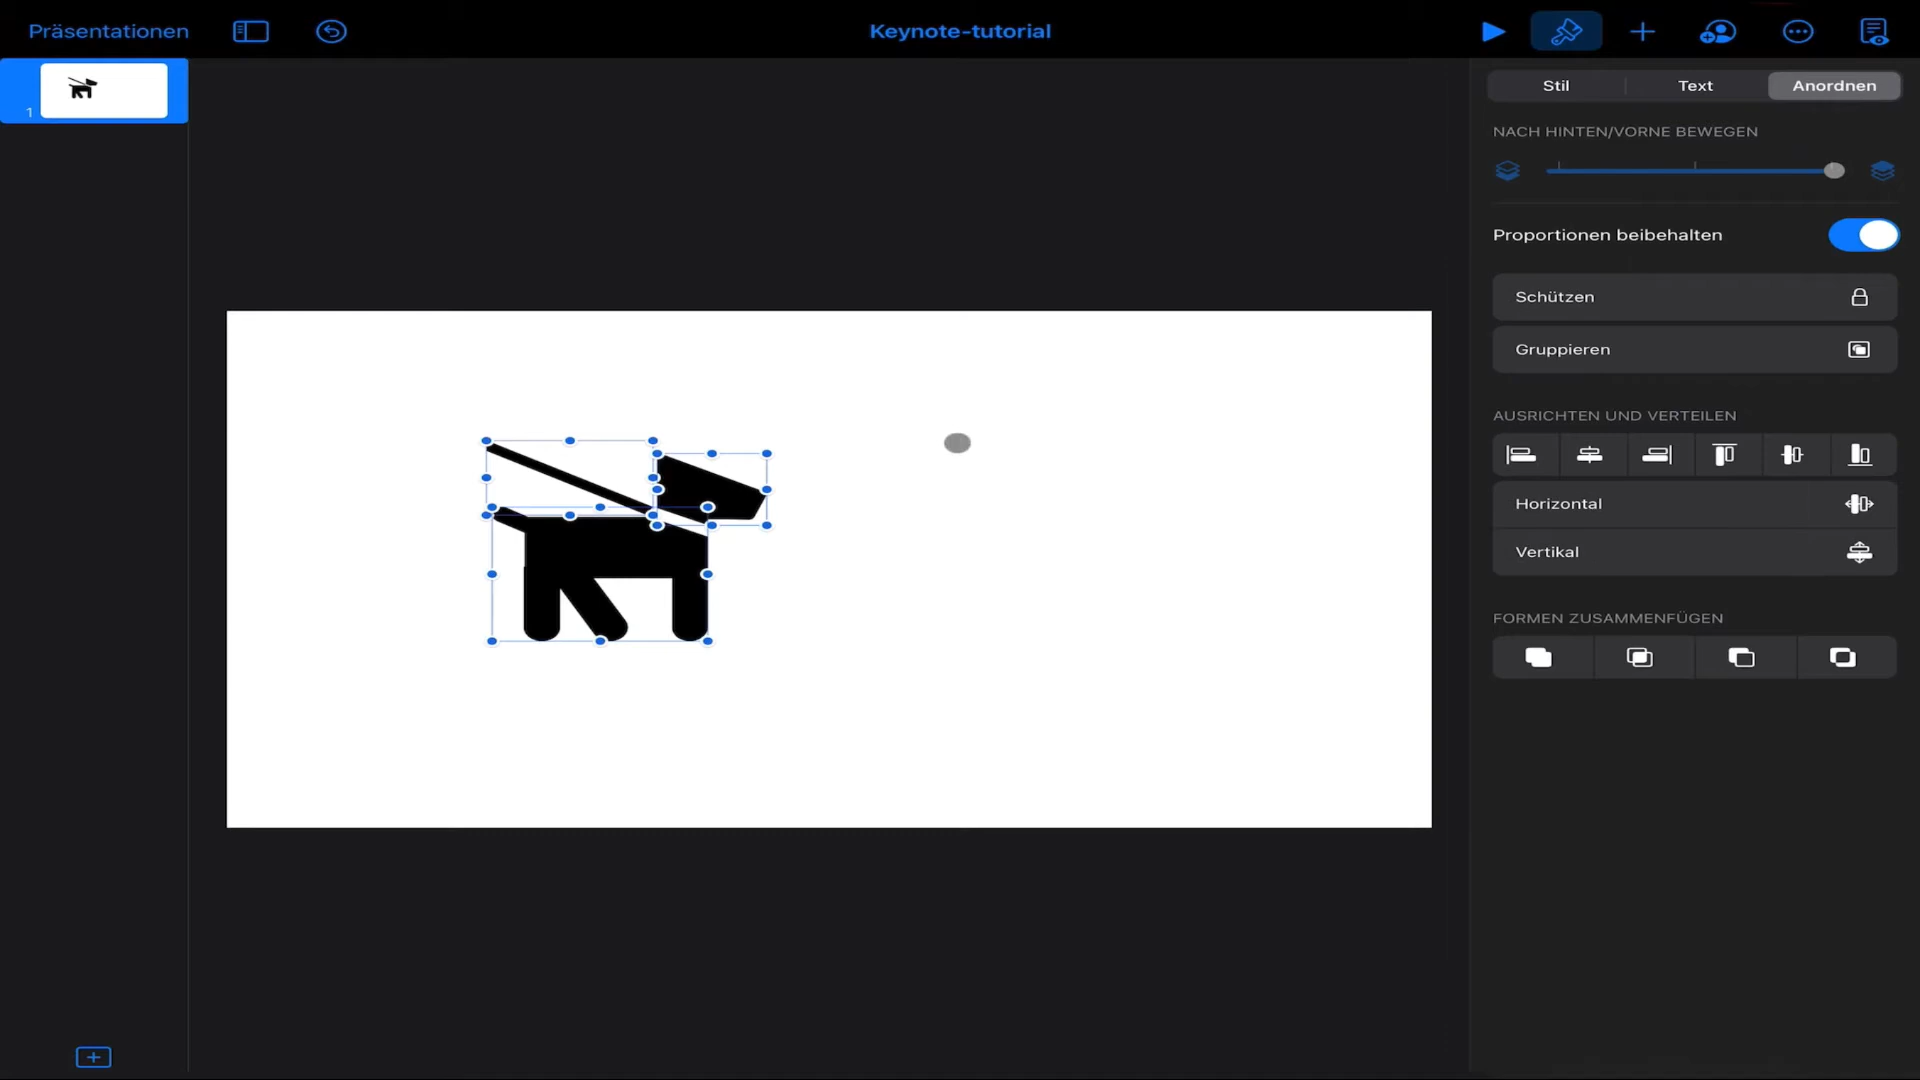 Präsentationen
Keynote-tutorial
1
Stil
Text
Anordnen
NACH HINTEN/VORNE BEWEGEN
Proportionen beibehalten
Schützen
Gruppieren
AUSRICHTEN UND VERTEILEN
Horizontal
Vertikal
FORMEN ZUSAMMENFÜGEN